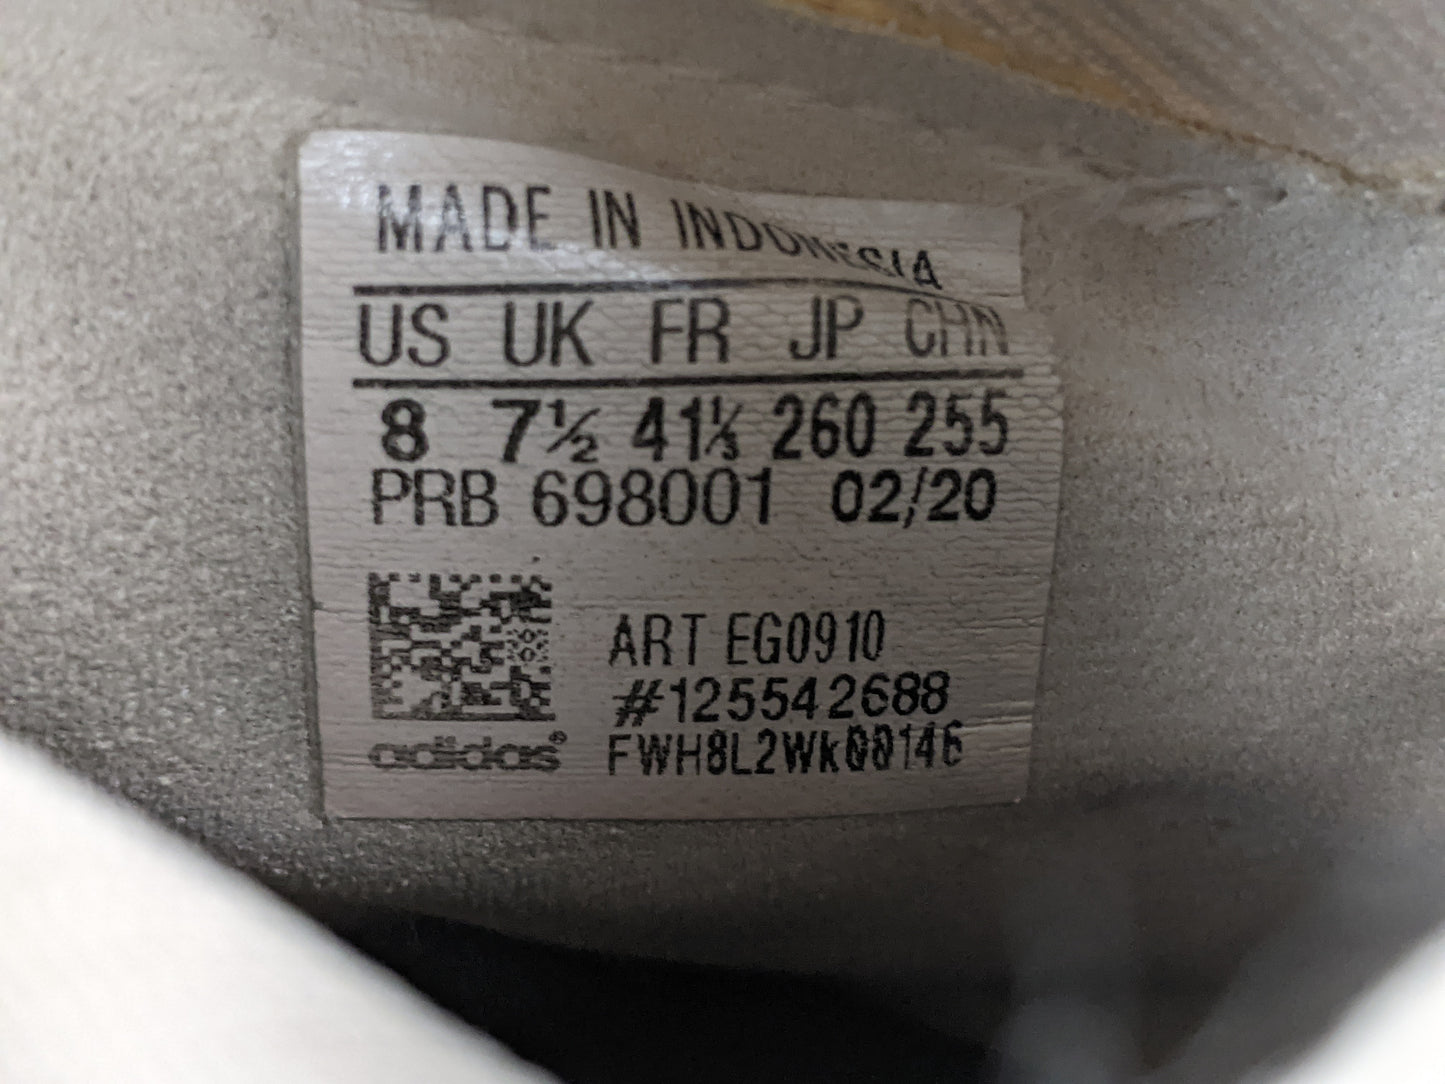 MADE IN INDONESIA
US UK FR JP CHN
8 7½ 41⅓ 260 255
PRB 698001 02/20
ART EG0910
#125542688
adidas® FWH8L2WK00146